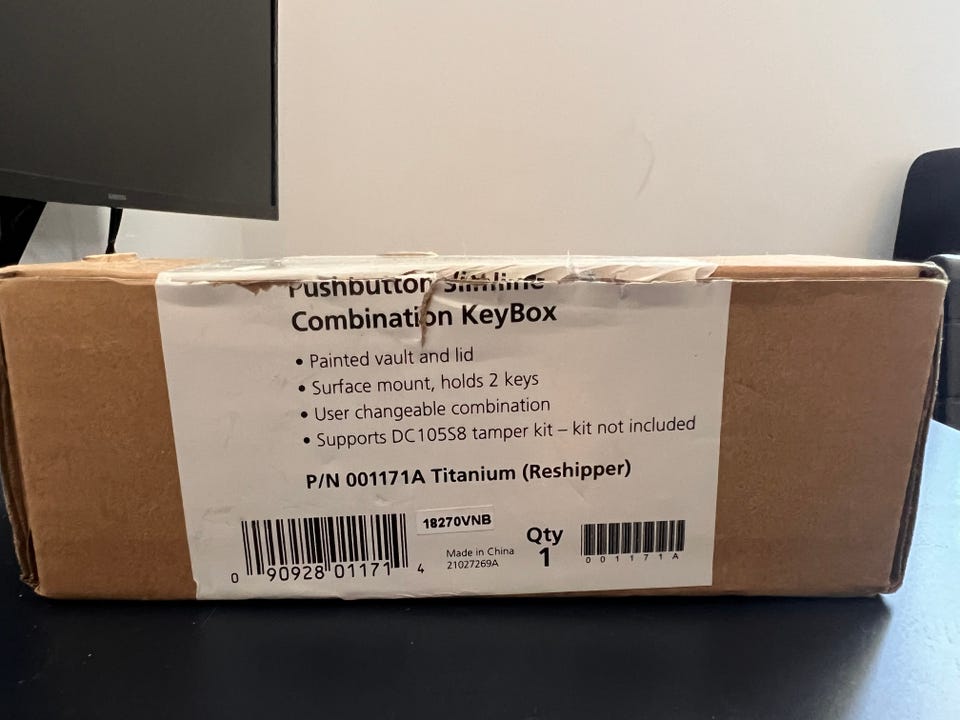 Pushbutton Slimline
Combination KeyBox
• Painted vault and lid
• Surface mount, holds 2 keys
• User changeable combination
• Supports DC105S8 tamper kit – kit not included
P/N 001171A Titanium (Reshipper)
18270VNB
Made in China
21027269A
Qty
1
0 90928 01171 4
001171A